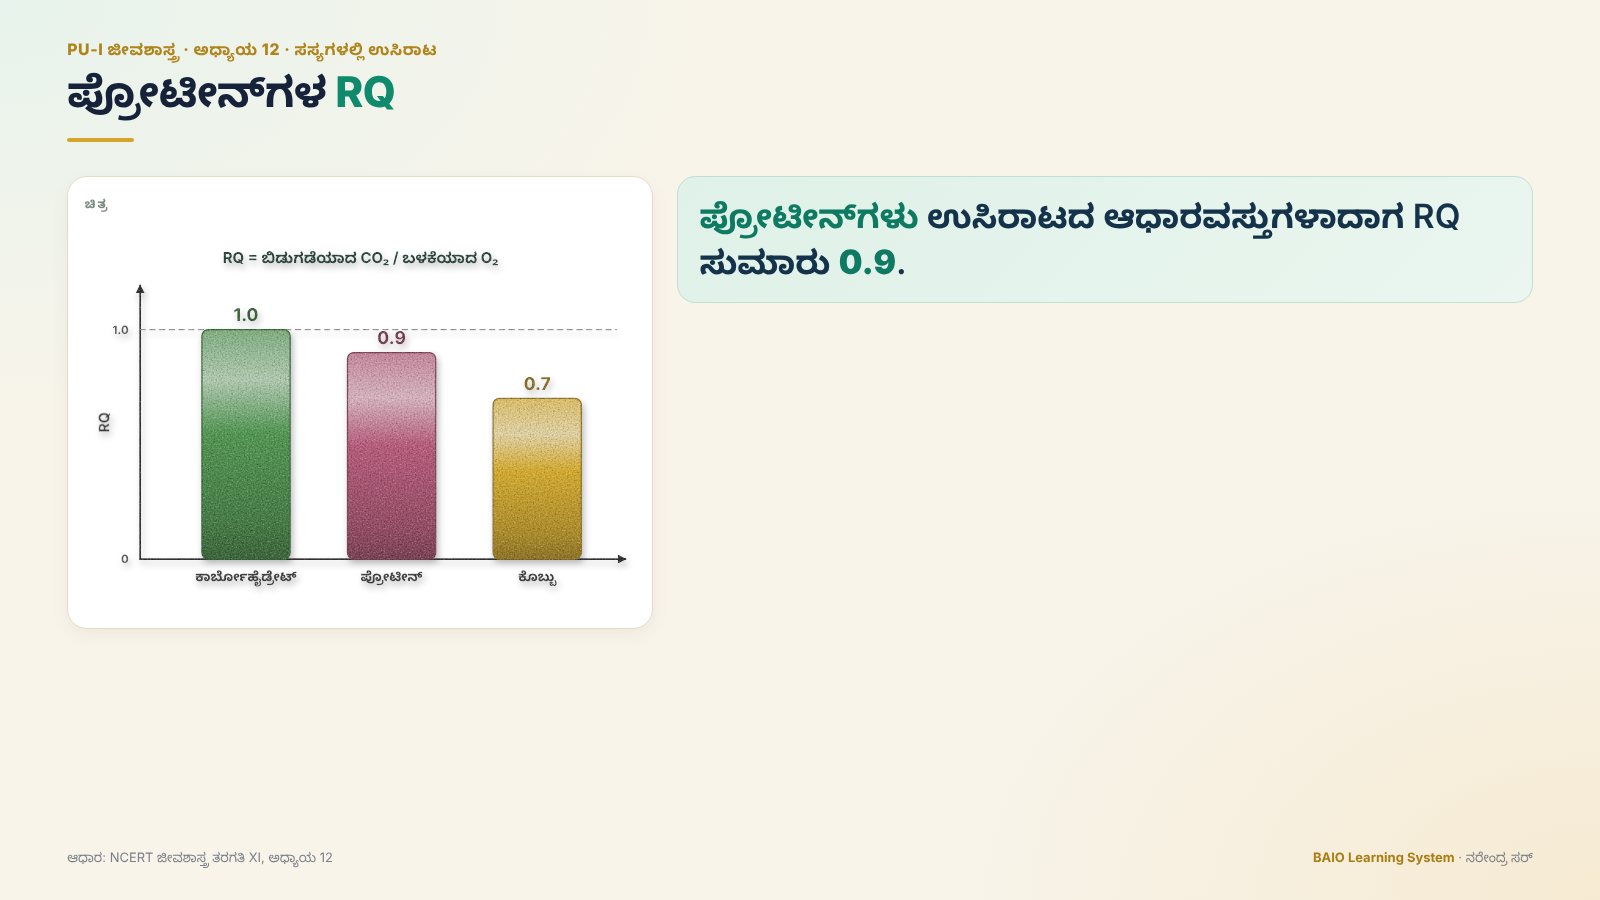 PU-I ಜೀವಶಾಸ್ತ್ರ · ಅಧ್ಯಾಯ 12 · ಸಸ್ಯಗಳಲ್ಲಿ ಉಸಿರಾಟ
ಪ್ರೋಟೀನ್‌ಗಳ RQ
ಚಿತ್ರ
RQ = ಬಿಡುಗಡೆಯಾದ CO₂ / ಬಳಕೆಯಾದ O₂
1.0
1.0
0.9
0.7
RQ
0
ಕಾರ್ಬೋಹೈಡ್ರೇಟ್
ಪ್ರೋಟೀನ್
ಕೊಬ್ಬು
ಪ್ರೋಟೀನ್‌ಗಳು ಉಸಿರಾಟದ ಆಧಾರವಸ್ತುಗಳಾದಾಗ RQ
ಸುಮಾರು 0.9.
ಆಧಾರ: NCERT ಜೀವಶಾಸ್ತ್ರ ತರಗತಿ XI, ಅಧ್ಯಾಯ 12
BAIO Learning System · ನರೇಂದ್ರ ಸರ್